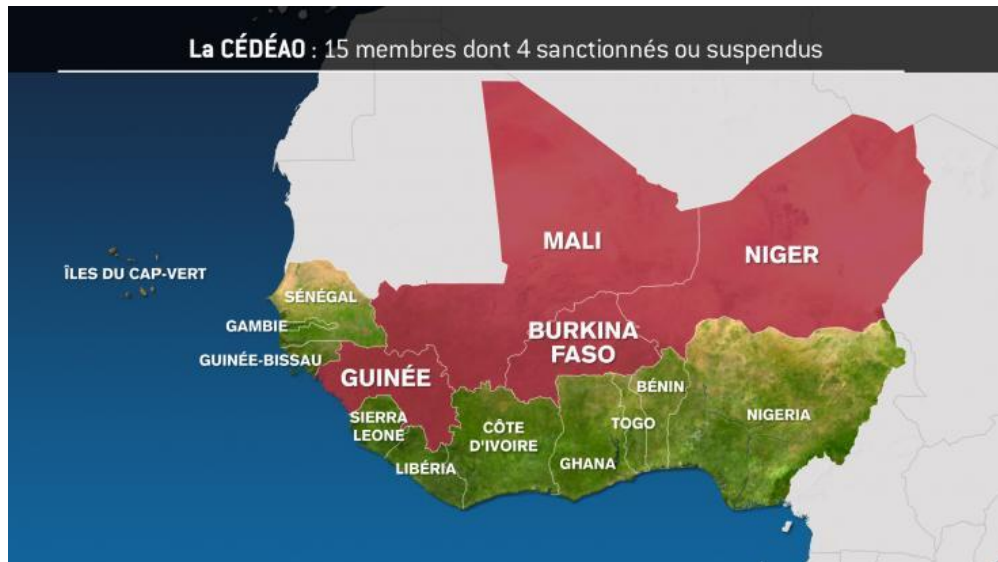 La CÉDÉAO : 15 membres dont 4 sanctionnés ou suspendus
MALI
NIGER
ÎLES DU CAP-VERT
SÉNÉGAL
GAMBIE
BURKINA
FASO
GUINÉE-BISSAU
GUINÉE
BÉNIN
SIERRA
LEONE
CÔTE
D'IVOIRE
TOGO
NIGERIA
LIBÉRIA
GHANA